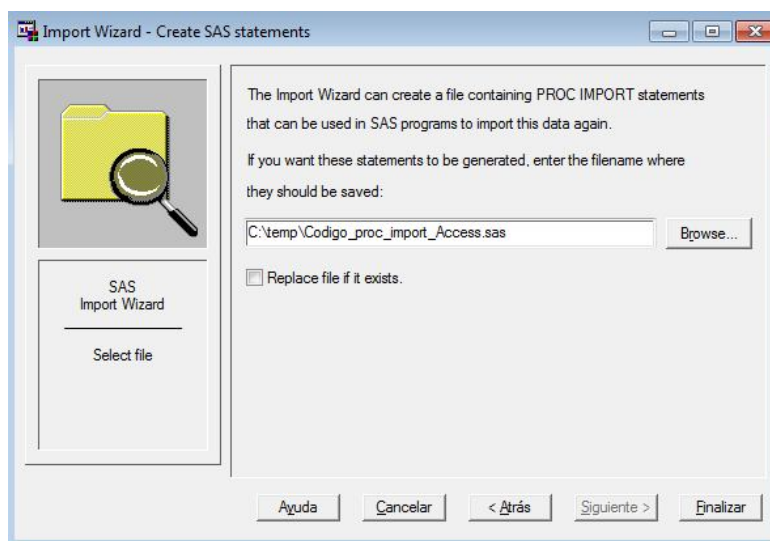 Import Wizard - Create SAS statements
The Import Wizard can create a file containing PROC IMPORT statements
that can be used in SAS programs to import this data again.
If you want these statements to be generated, enter the filename where
they should be saved:
C:\temp\Codigo_proc_import_Access.sas
Browse...
Replace file if it exists.
SAS
Import Wizard
Select file
Ayuda
Cancelar
< Atrás
Siguiente >
Finalizar